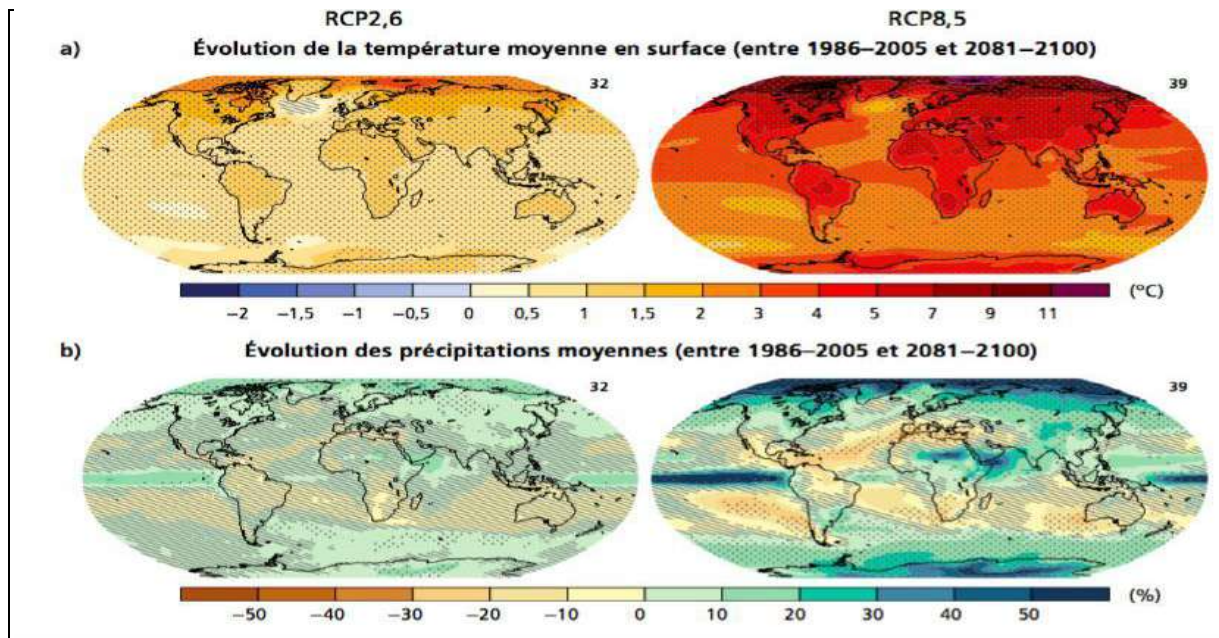 RCP2,6 RCP8,5
a) Évolution de la température moyenne en surface (entre 1986–2005 et 2081–2100)
32 39
−2 −1,5 −1 −0,5 0 0,5 1 1,5 2 3 4 5 7 9 11 (°C)
b) Évolution des précipitations moyennes (entre 1986–2005 et 2081–2100)
32 39
−50 −40 −30 −20 −10 0 10 20 30 40 50 (%)